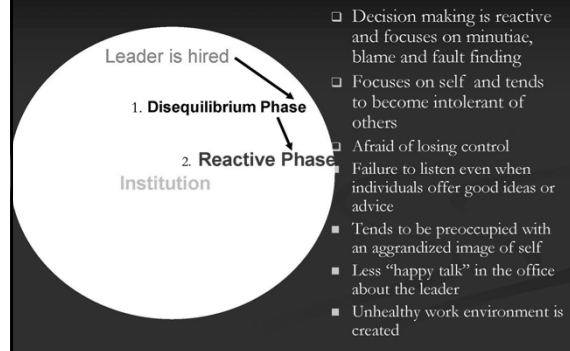 Leader is hired
1. Disequilibrium Phase
2. Reactive Phase
Institution
Decision making is reactive
and focuses on minutiae,
blame and fault finding
Focuses on self and tends
to become intolerant of
others
Afraid of losing control
Failure to listen even when
individuals offer good ideas or
advice
Tends to be preoccupied with
an aggrandized image of self
Less “happy talk” in the office
about the leader
Unhealthy work environment is
created